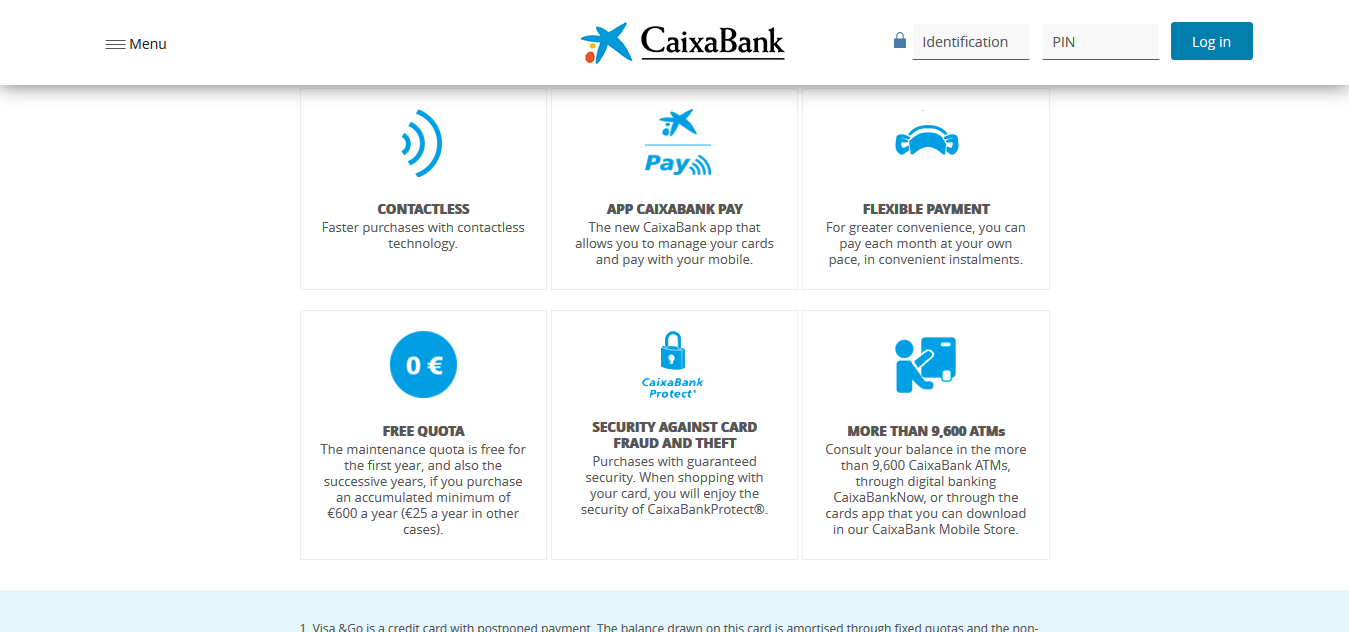 Menu
CaixaBank
Identification
PIN
Log in
Pay
CONTACTLESS
Faster purchases with contactless
technology.
APP CAIXABANK PAY
The new CaixaBank app that
allows you to manage your cards
and pay with your mobile.
FLEXIBLE PAYMENT
For greater convenience, you can
pay each month at your own
pace, in convenient instalments.
0 €
FREE QUOTA
The maintenance quota is free for
the first year, and also the
successive years, if you purchase
an accumulated minimum of
€600 a year (€25 a year in other
cases).
CaixaBank
Protect®
SECURITY AGAINST CARD
FRAUD AND THEFT
Purchases with guaranteed
security. When shopping with
your card, you will enjoy the
security of CaixaBankProtect®.
MORE THAN 9,600 ATMs
Consult your balance in the more
than 9,600 CaixaBank ATMs,
through digital banking
CaixaBankNow, or through the
cards app that you can download
in our CaixaBank Mobile Store.
1. Visa &Go is a credit card with postponed payment. The balance drawn on this card is amortised through fixed quotas and the non-